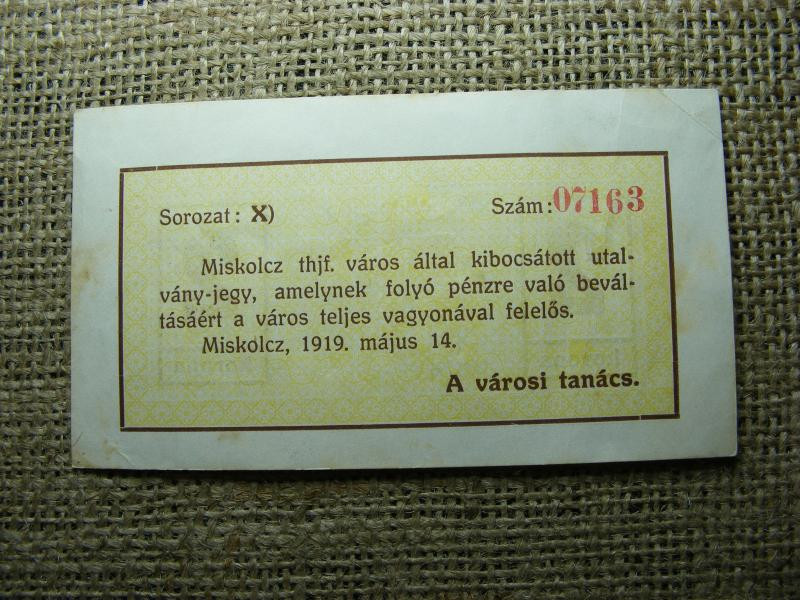 Sorozat: X)
Szám: 07163
Miskolcz thjf. város által kibocsátott utal-
vány-jegy, amelynek folyó pénzre való bevál-
tásáért a város teljes vagyonával felelős.
Miskolcz, 1919. május 14.
A városi tanács.